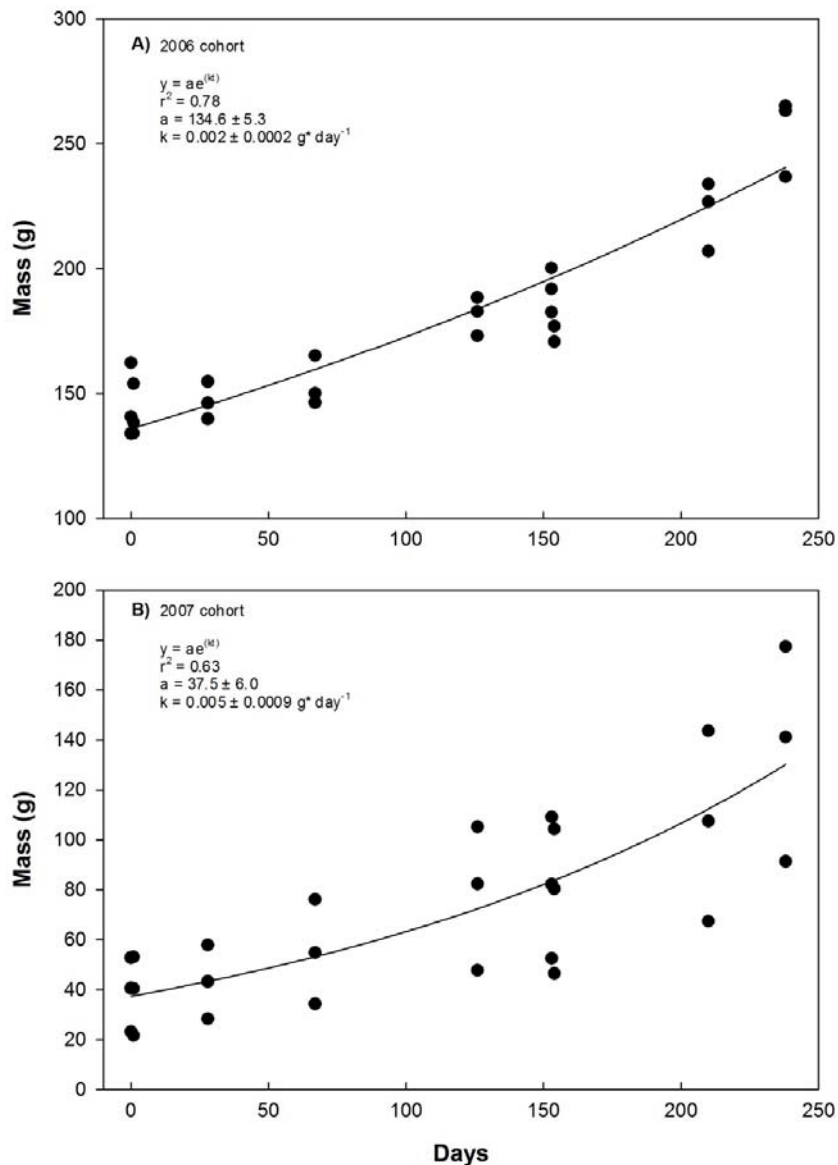 300
A) 2006 cohort
y = ae(kt)
r2 = 0.78
a = 134.6 ± 5.3
k = 0.002 ± 0.0002 g* day-1
250
200
150
100
Mass (g)
0 50 100 150 200 250
200
B) 2007 cohort
y = ae(kt)
r2 = 0.63
a = 37.5 ± 6.0
k = 0.005 ± 0.0009 g* day-1
180
160
140
120
100
80
60
40
20
0
Mass (g)
0 50 100 150 200 250
Days